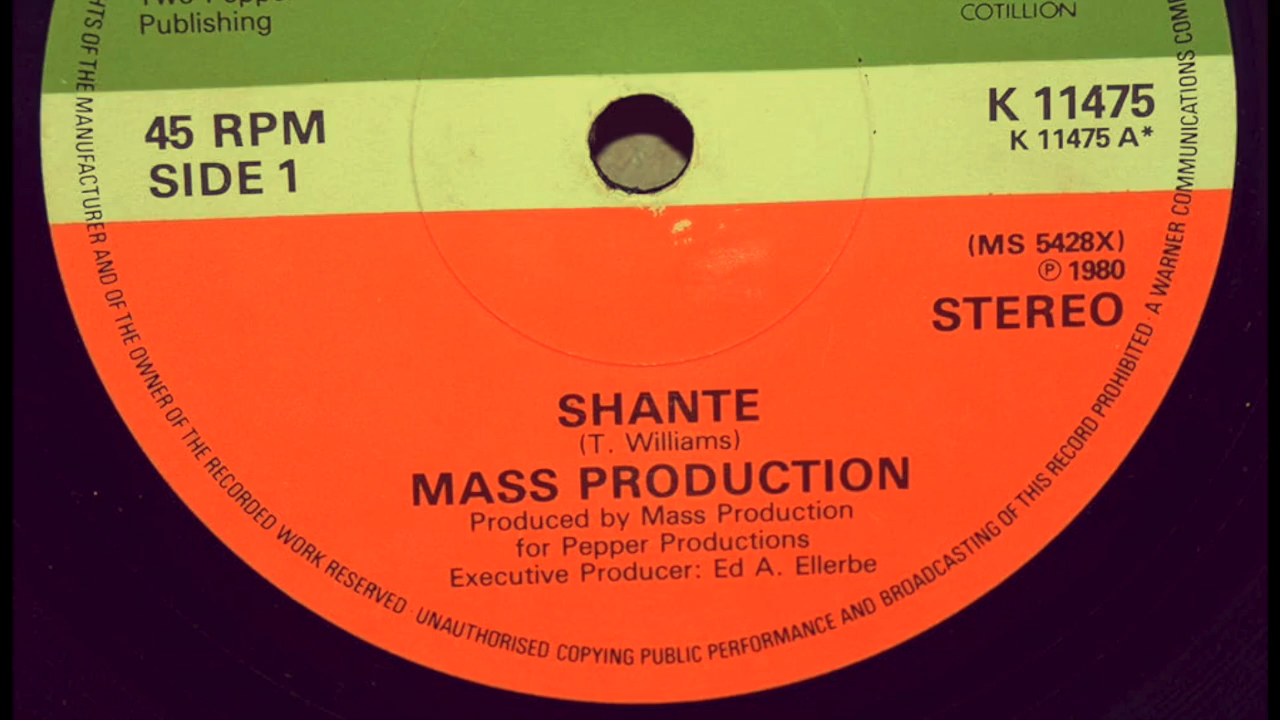 Two Pepper
Publishing
COTILLION
45 RPM
SIDE 1
K 11475
K 11475 A*
(MS 5428X)
Ⓟ 1980
STEREO
SHANTE
(T. Williams)
MASS PRODUCTION
Produced by Mass Production
for Pepper Productions
Executive Producer: Ed A. Ellerbe
OF THE MANUFACTURER AND OF THE OWNER OF THE RECORDED WORK RESERVED · UNAUTHORISED COPYING PUBLIC PERFORMANCE AND BROADCASTING OF THIS RECORD PROHIBITED · A WARNER COMMUNICATIONS